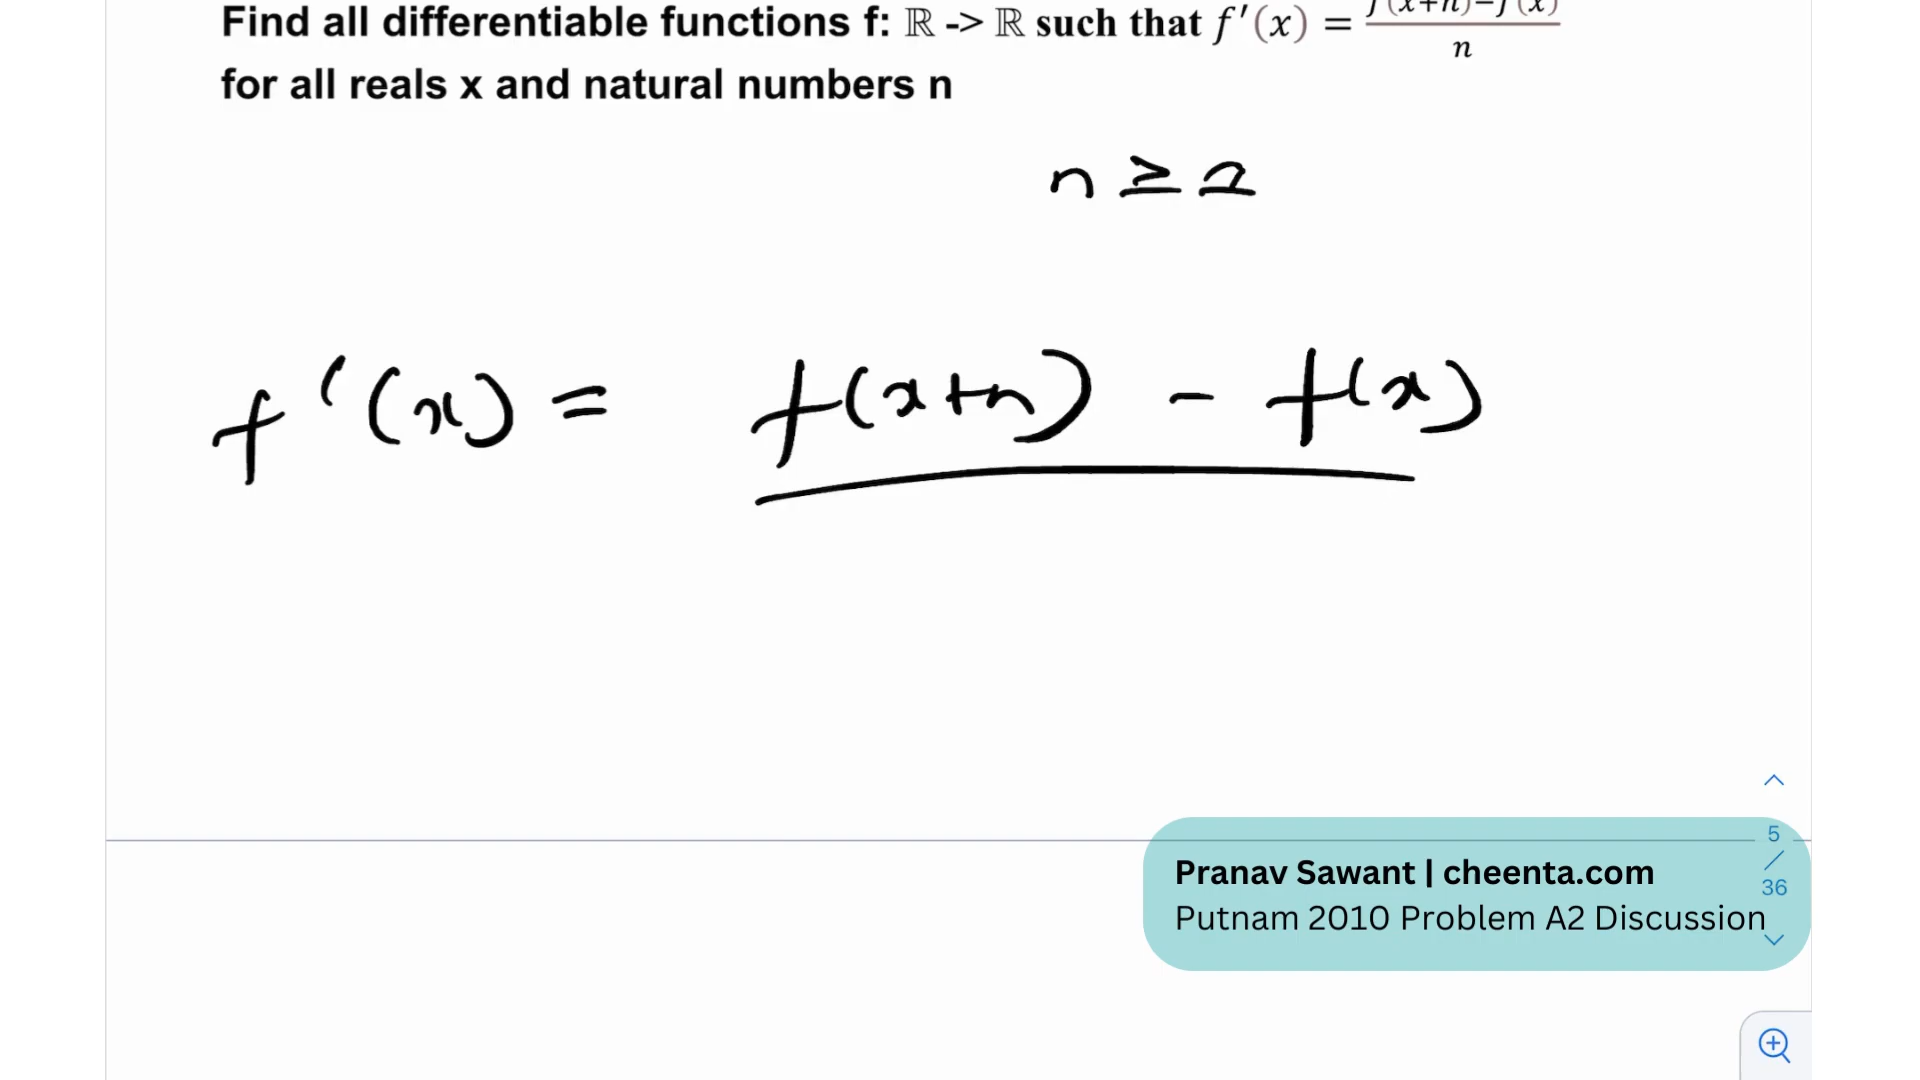 Find all differentiable functions f: ℝ -> ℝ such that f′(x) = f(x+n)−f(x) / n
for all reals x and natural numbers n
n ≥ 1
f′(x) = f(x+n) − f(x)
5
/
36
Pranav Sawant | cheenta.com
Putnam 2010 Problem A2 Discussion